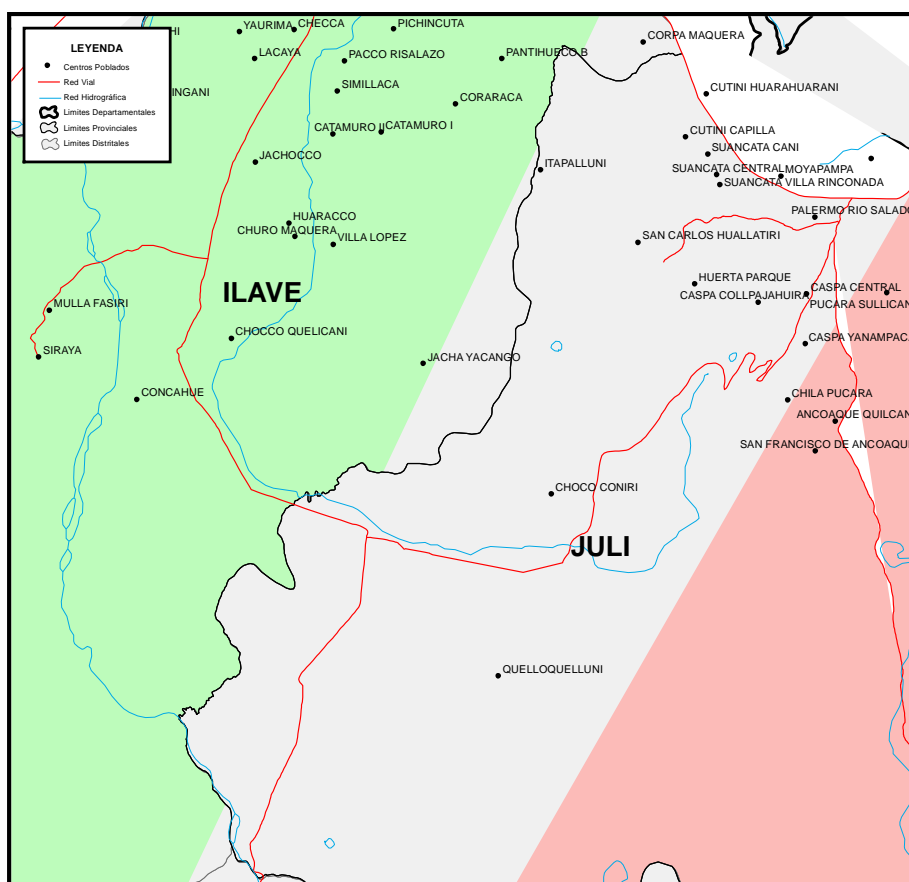 LEYENDA
Centros Poblados
Red Vial
Red Hidrográfica
Limites Departamentales
Limites Provinciales
Limites Distritales
HI
INGANI
YAURIMA
CHECCA
PICHINCUTA
CORPA MAQUERA
LACAYA
PACCO RISALAZO
PANTIHUECO B
SIMILLACA
CORARACA
CUTINI HUARAHUARANI
CATAMURO II
CATAMURO I
CUTINI CAPILLA
SUANCATA CANI
JACHOCCO
ITAPALLUNI
SUANCATA CENTRAL
MOYAPAMPA
SUANCATA VILLA RINCONADA
PALERMO RIO SALADO
HUARACCO
CHURO MAQUERA
VILLA LOPEZ
SAN CARLOS HUALLATIRI
HUERTA PARQUE
CASPA CENTRAL
CASPA COLLPAJAHUIRA
PUCARA SULLICAN
ILAVE
MULLA FASIRI
CHOCCO QUELICANI
CASPA YANAMPACA
SIRAYA
JACHA YACANGO
CONCAHUE
CHILA PUCARA
ANCOAQUE QUILCAN
SAN FRANCISCO DE ANCOAQUE
CHOCO CONIRI
JULI
QUELLOQUELLUNI